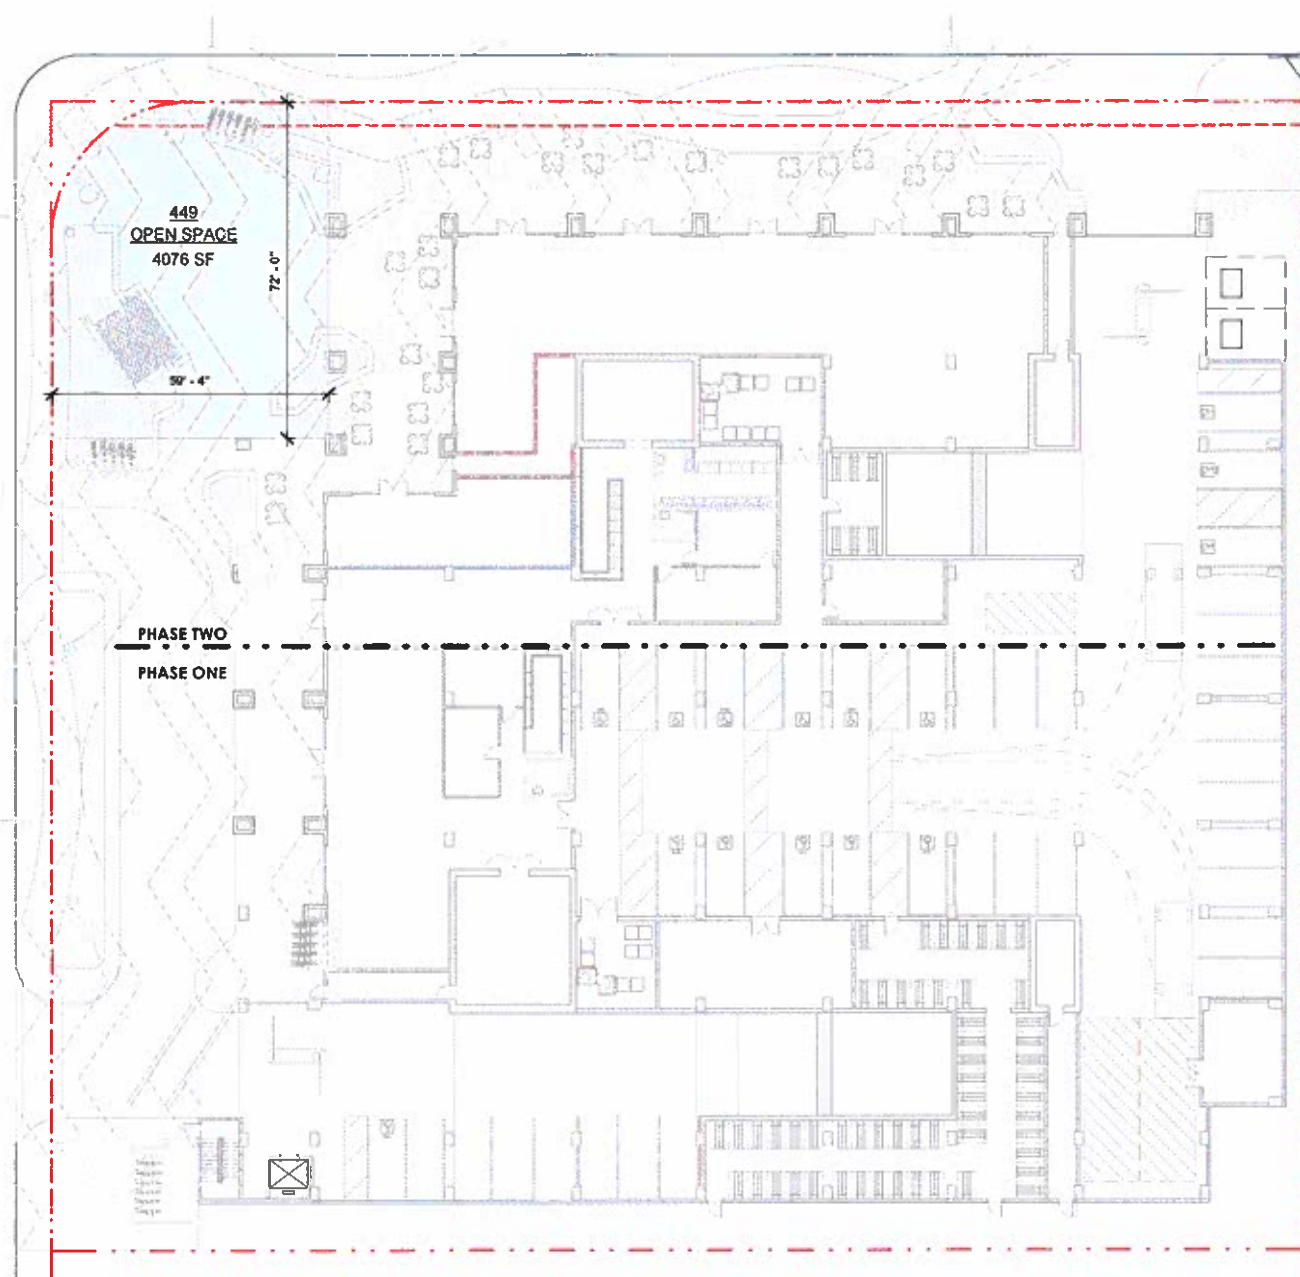 449
OPEN SPACE
4076 SF
72' - 0"
59' - 4"
PHASE TWO
PHASE ONE